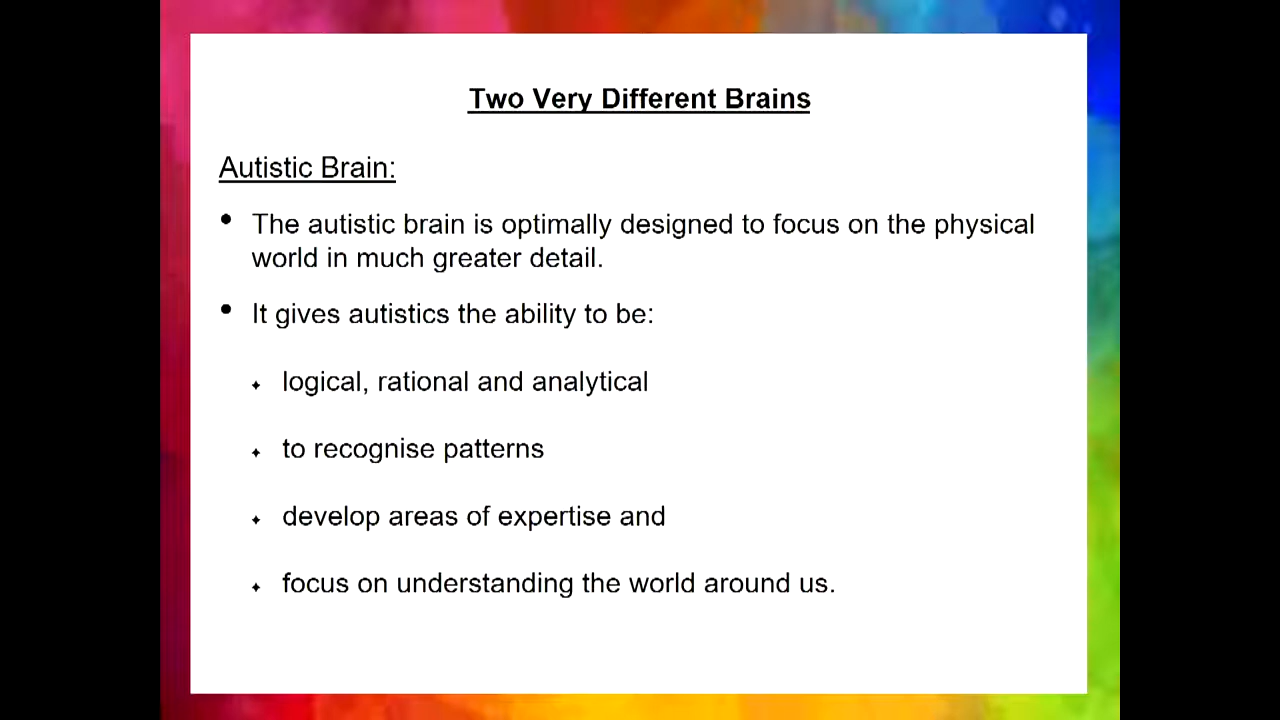 Two Very Different Brains
Autistic Brain:
• The autistic brain is optimally designed to focus on the physical
world in much greater detail.
• It gives autistics the ability to be:
✦ logical, rational and analytical
✦ to recognise patterns
✦ develop areas of expertise and
✦ focus on understanding the world around us.